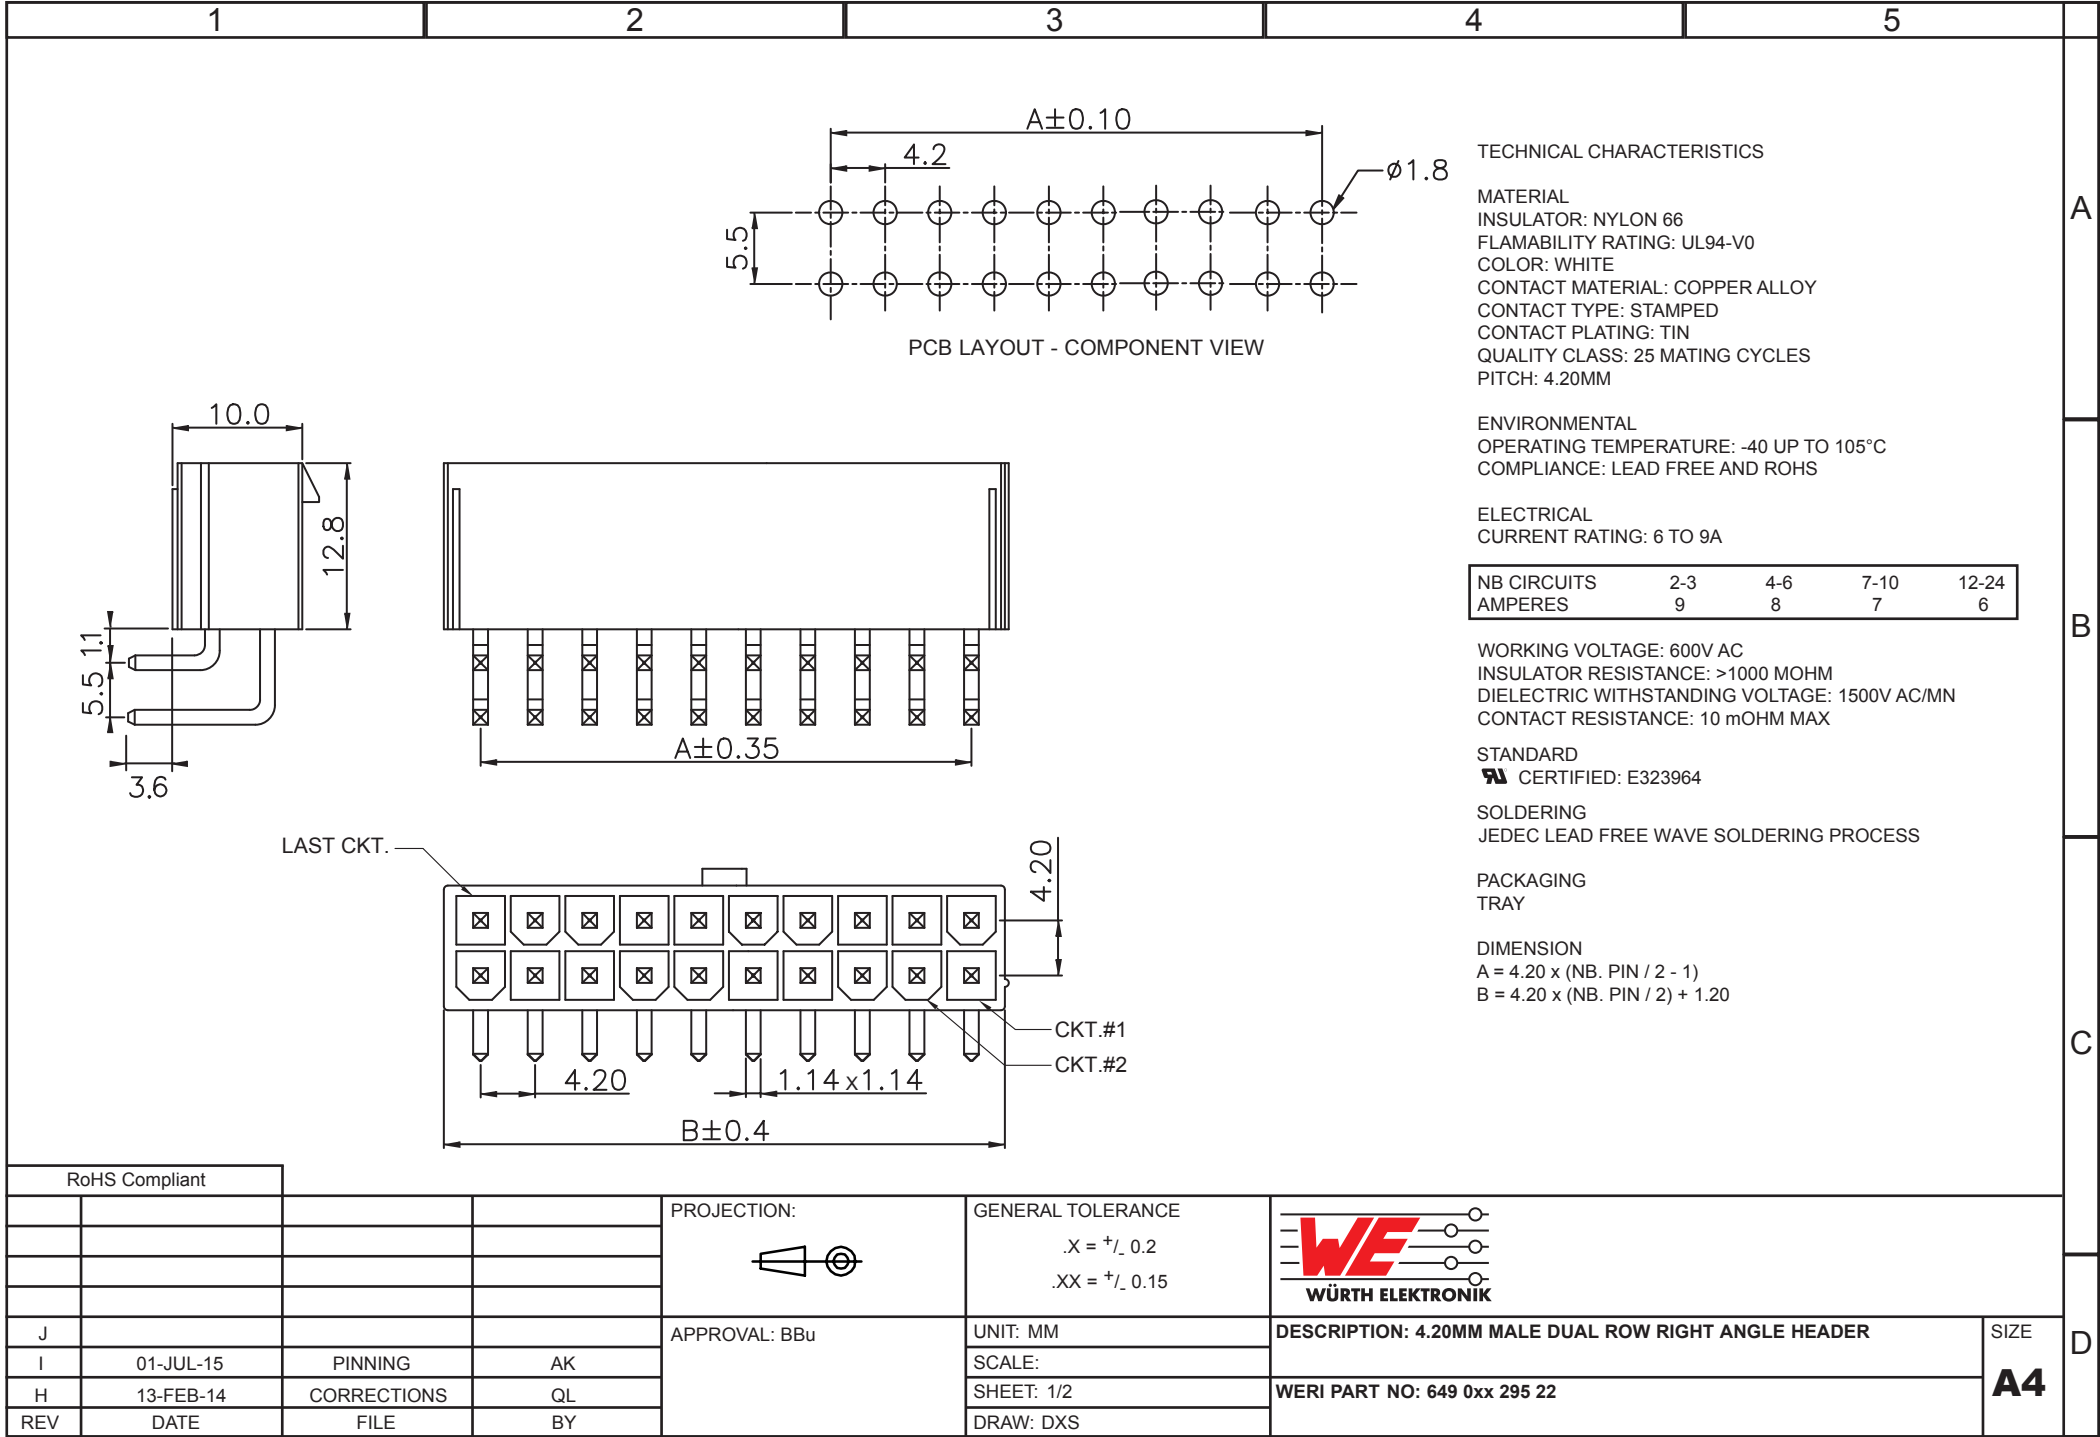 1 2 3 4 5
A±0.10
4.2
ø1.8
5.5
PCB LAYOUT - COMPONENT VIEW
10.0
12.8
1.1
5.5
3.6
A±0.35
LAST CKT.
4.20
CKT.#1
CKT.#2
4.20
1.14x1.14
B±0.4
TECHNICAL CHARACTERISTICS
MATERIAL
INSULATOR: NYLON 66
FLAMABILITY RATING: UL94-V0
COLOR: WHITE
CONTACT MATERIAL: COPPER ALLOY
CONTACT TYPE: STAMPED
CONTACT PLATING: TIN
QUALITY CLASS: 25 MATING CYCLES
PITCH: 4.20MM
ENVIRONMENTAL
OPERATING TEMPERATURE: -40 UP TO 105°C
COMPLIANCE: LEAD FREE AND ROHS
ELECTRICAL
CURRENT RATING: 6 TO 9A
NB CIRCUITS 2-3 4-6 7-10 12-24
AMPERES 9 8 7 6
WORKING VOLTAGE: 600V AC
INSULATOR RESISTANCE: >1000 MOHM
DIELECTRIC WITHSTANDING VOLTAGE: 1500V AC/MN
CONTACT RESISTANCE: 10 mOHM MAX
STANDARD
RU CERTIFIED: E323964
SOLDERING
JEDEC LEAD FREE WAVE SOLDERING PROCESS
PACKAGING
TRAY
DIMENSION
A = 4.20 x (NB. PIN / 2 - 1)
B = 4.20 x (NB. PIN / 2) + 1.20
A
B
C
D
RoHS Compliant
J
I 01-JUL-15 PINNING AK
H 13-FEB-14 CORRECTIONS QL
REV DATE FILE BY
PROJECTION:
APPROVAL: BBu
GENERAL TOLERANCE
.X = +/- 0.2
.XX = +/- 0.15
UNIT: MM
SCALE:
SHEET: 1/2
DRAW: DXS
WE
WÜRTH ELEKTRONIK
DESCRIPTION: 4.20MM MALE DUAL ROW RIGHT ANGLE HEADER
WERI PART NO: 649 0xx 295 22
SIZE
A4